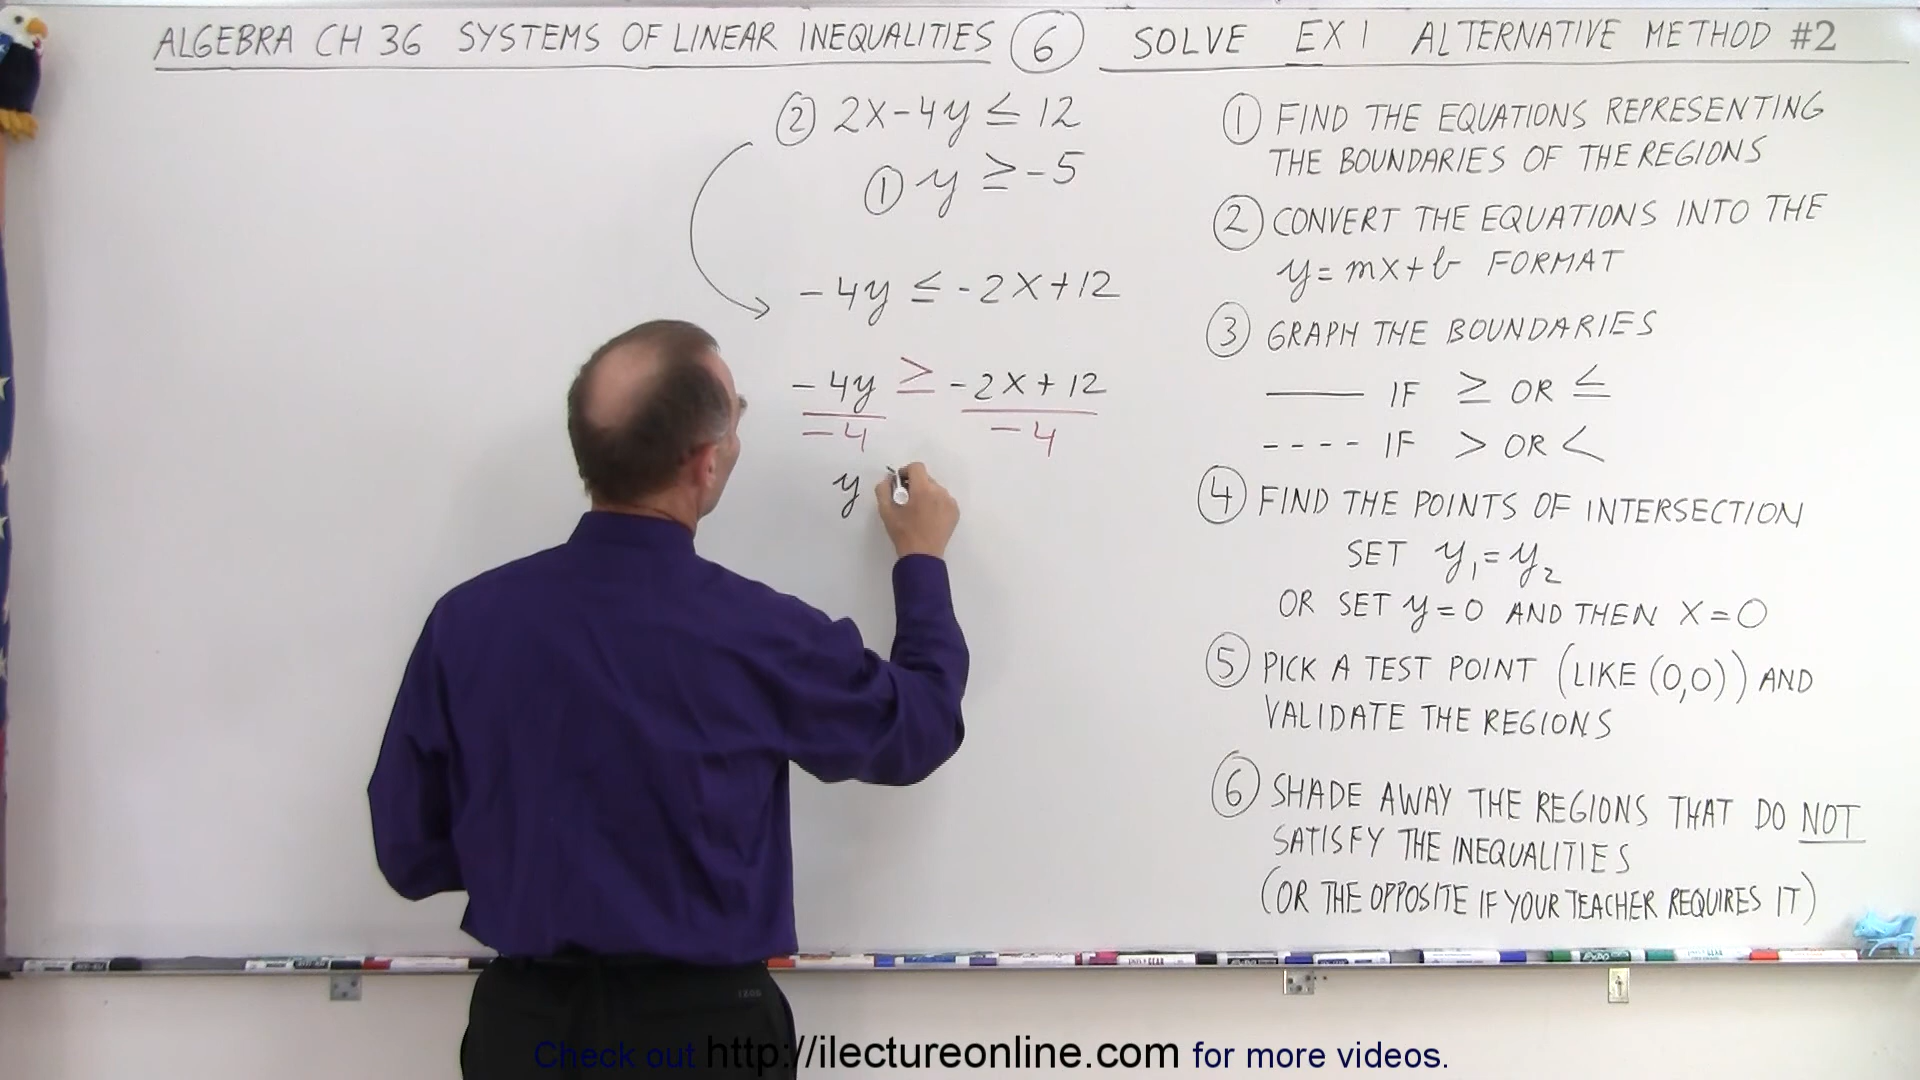 ALGEBRA CH 36 SYSTEMS OF LINEAR INEQUALITIES ⑥ SOLVE EX 1 ALTERNATIVE METHOD #2
② 2X-4y ≤ 12
① y ≥ -5
-4y ≤ -2X+12
-4y ≥ -2X+12
-4 -4
y
① FIND THE EQUATIONS REPRESENTING
THE BOUNDARIES OF THE REGIONS
② CONVERT THE EQUATIONS INTO THE
y=mX+b FORMAT
③ GRAPH THE BOUNDARIES
—— IF ≥ OR ≤
---- IF > OR <
④ FIND THE POINTS OF INTERSECTION
SET y₁=y₂
OR SET y=0 AND THEN X=0
⑤ PICK A TEST POINT (LIKE (0,0)) AND
VALIDATE THE REGIONS
⑥ SHADE AWAY THE REGIONS THAT DO NOT
SATISFY THE INEQUALITIES
(OR THE OPPOSITE IF YOUR TEACHER REQUIRES IT)
Check out http://ilectureonline.com for more videos.